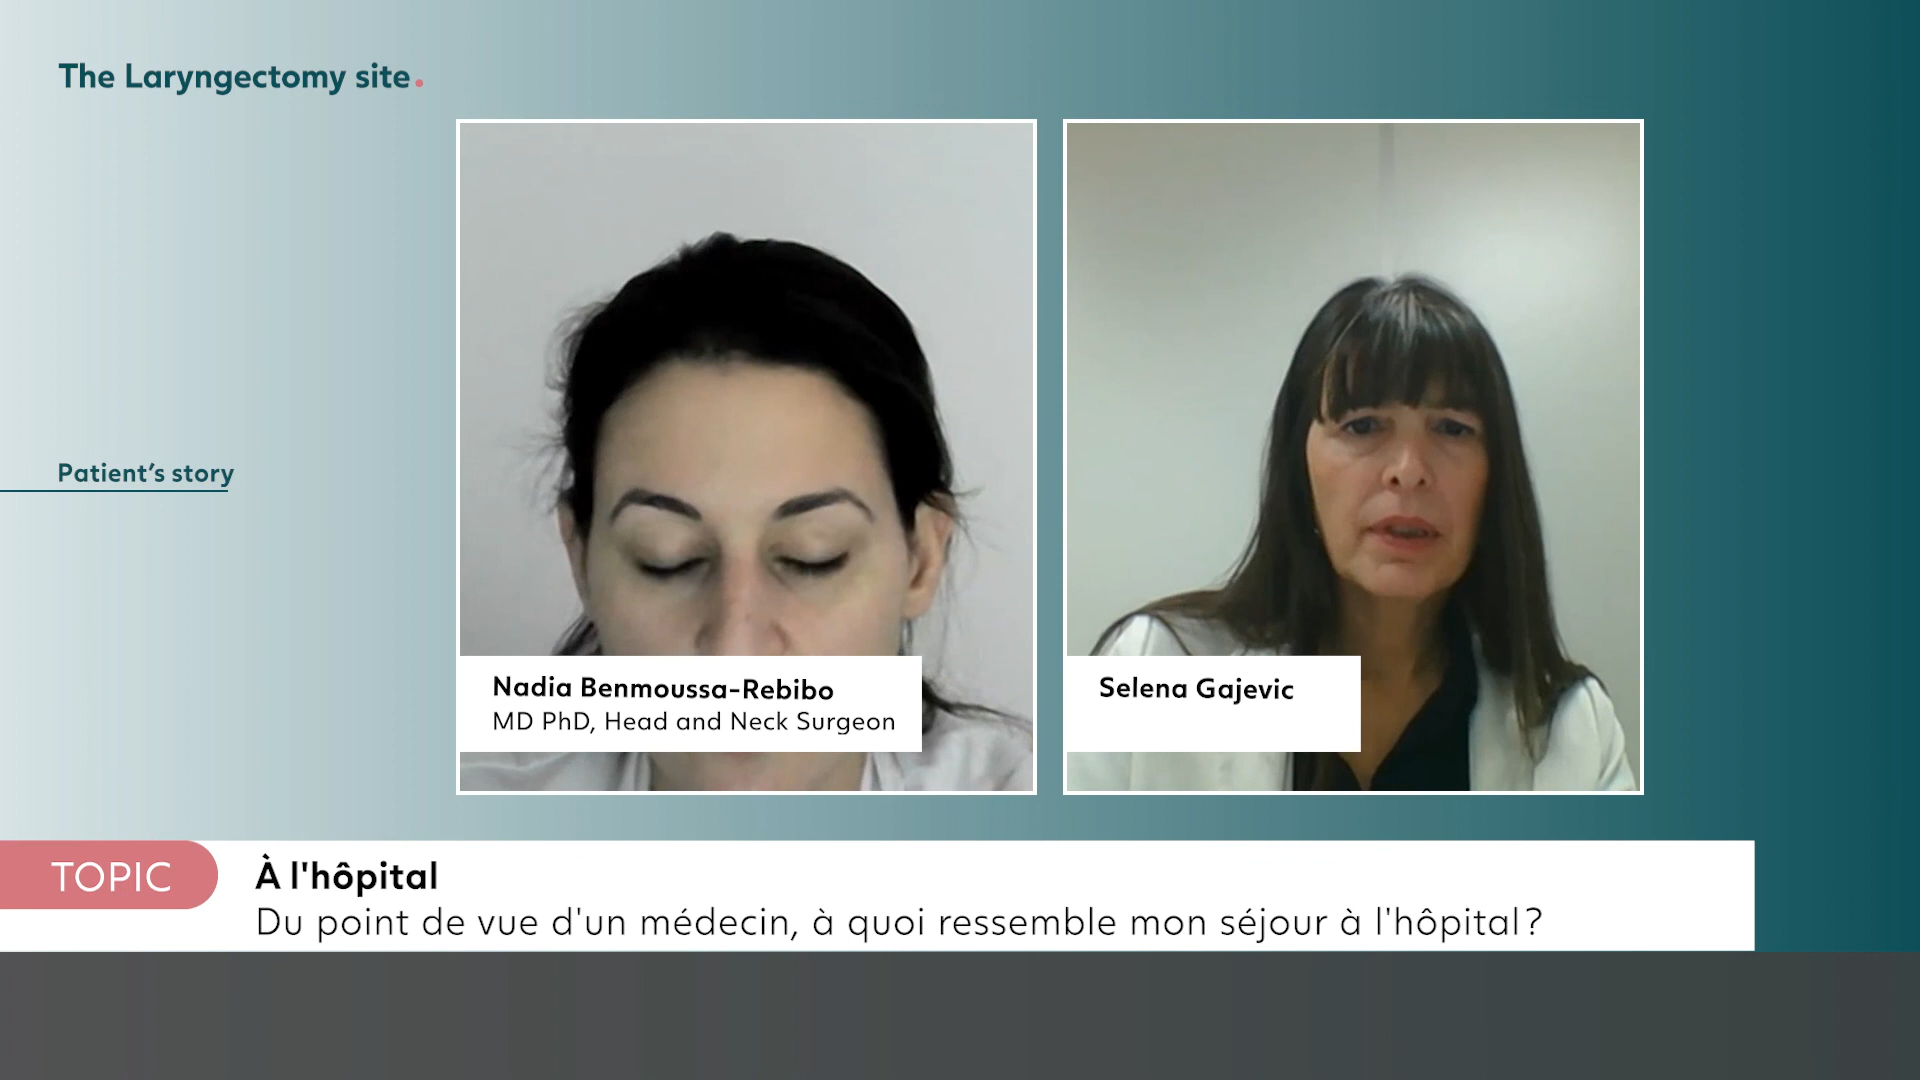 The Laryngectomy site.
Patient’s story
Nadia Benmoussa-Rebibo
MD PhD, Head and Neck Surgeon
Selena Gajevic
TOPIC
À l'hôpital
Du point de vue d'un médecin, à quoi ressemble mon séjour à l'hôpital?